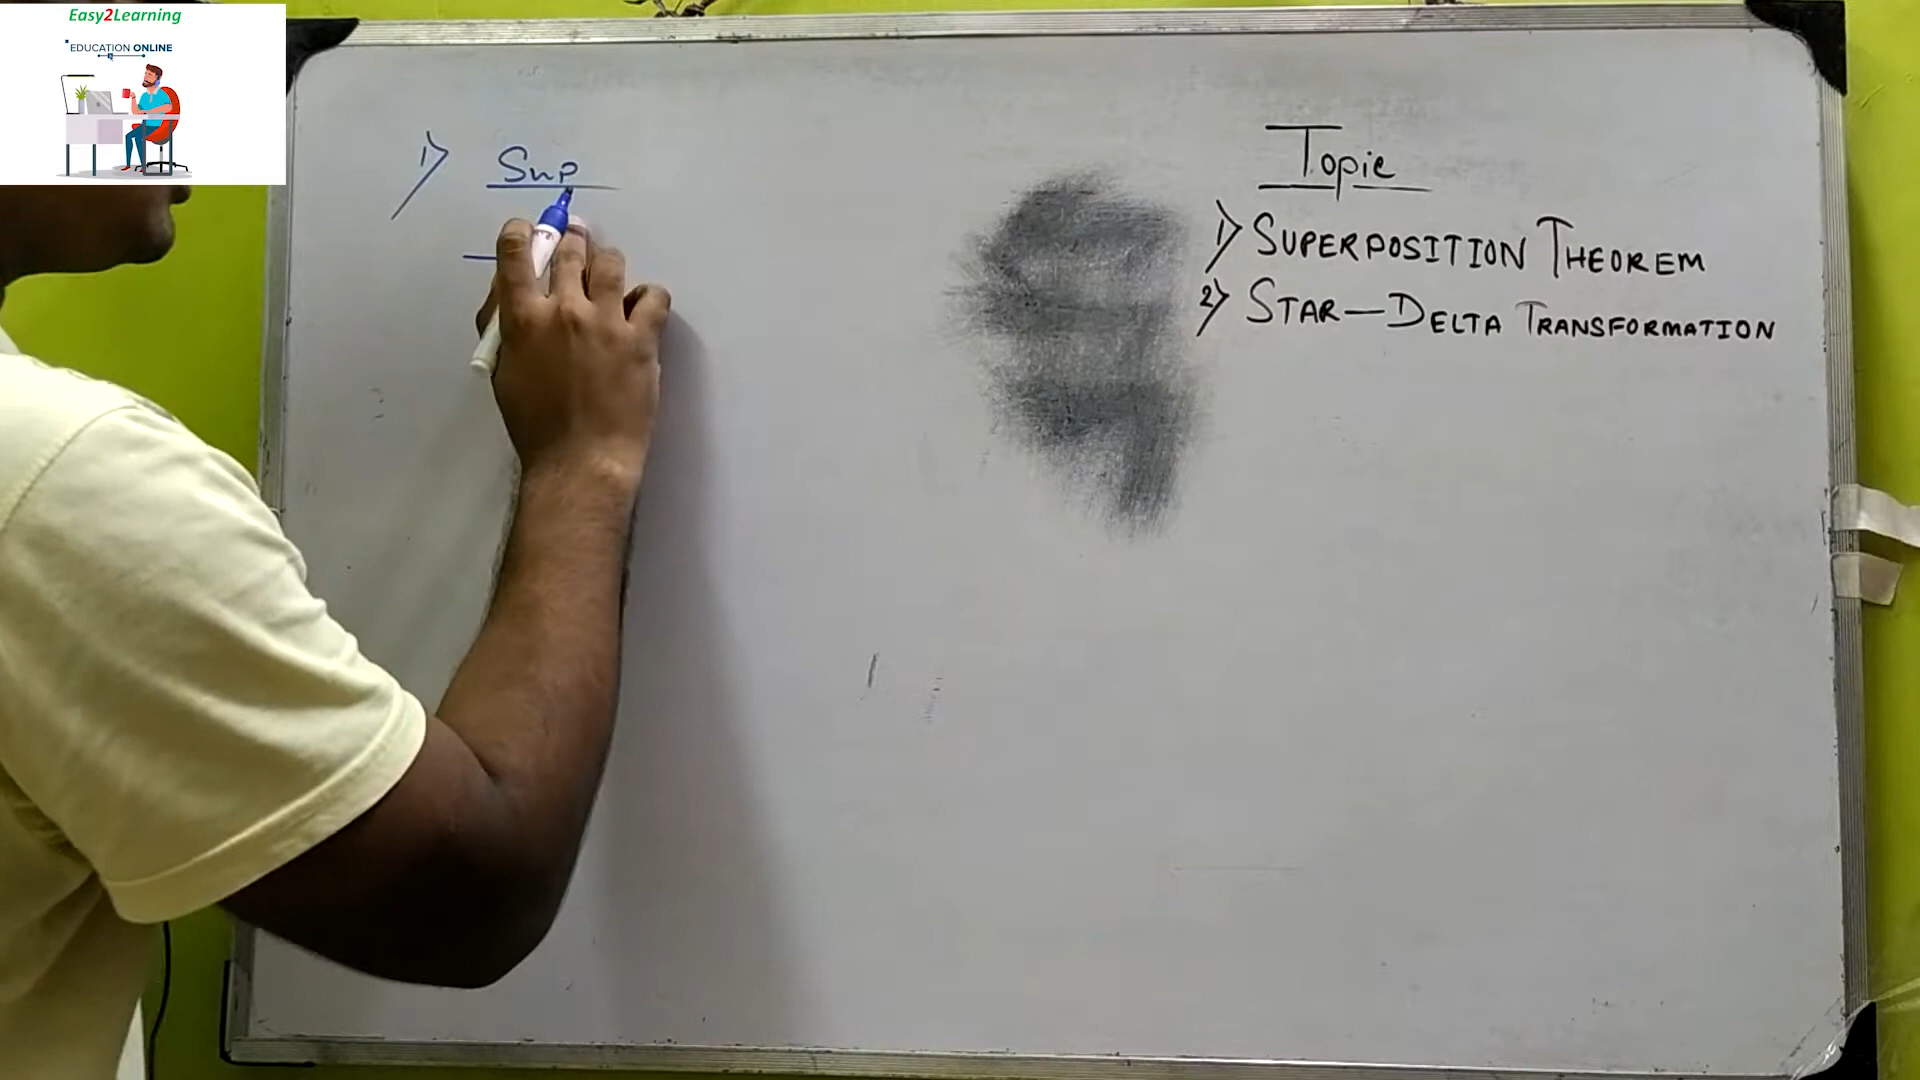 Easy2Learning
EDUCATION ONLINE
1) Sup
Topic
1) SUPERPOSITION THEOREM
2) STAR—DELTA TRANSFORMATION